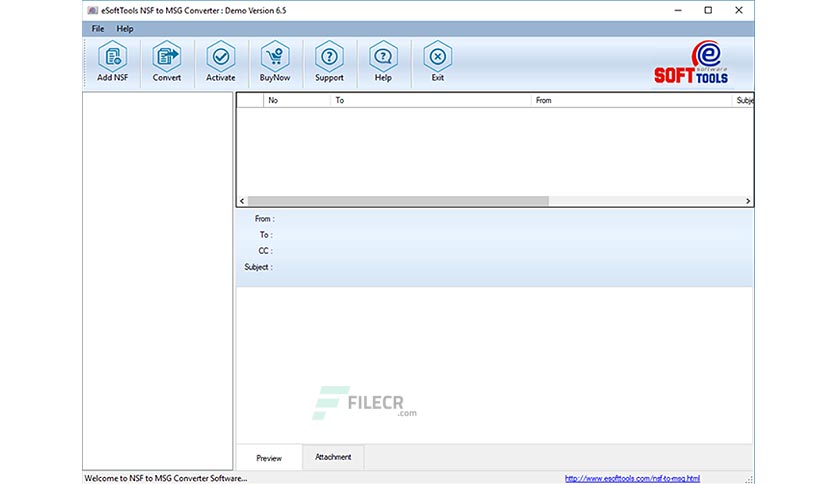 eSoftTools NSF to MSG Converter : Demo Version 6.5
File Help
Add NSF Convert Activate BuyNow Support Help Exit
e
software
SOFT TOOLS
No To From Subje
From :
To :
CC :
Subject :
FILECR
.com
Preview Attachment
Welcome to NSF to MSG Converter Software... http://www.esofttools.com/nsf-to-msg.html